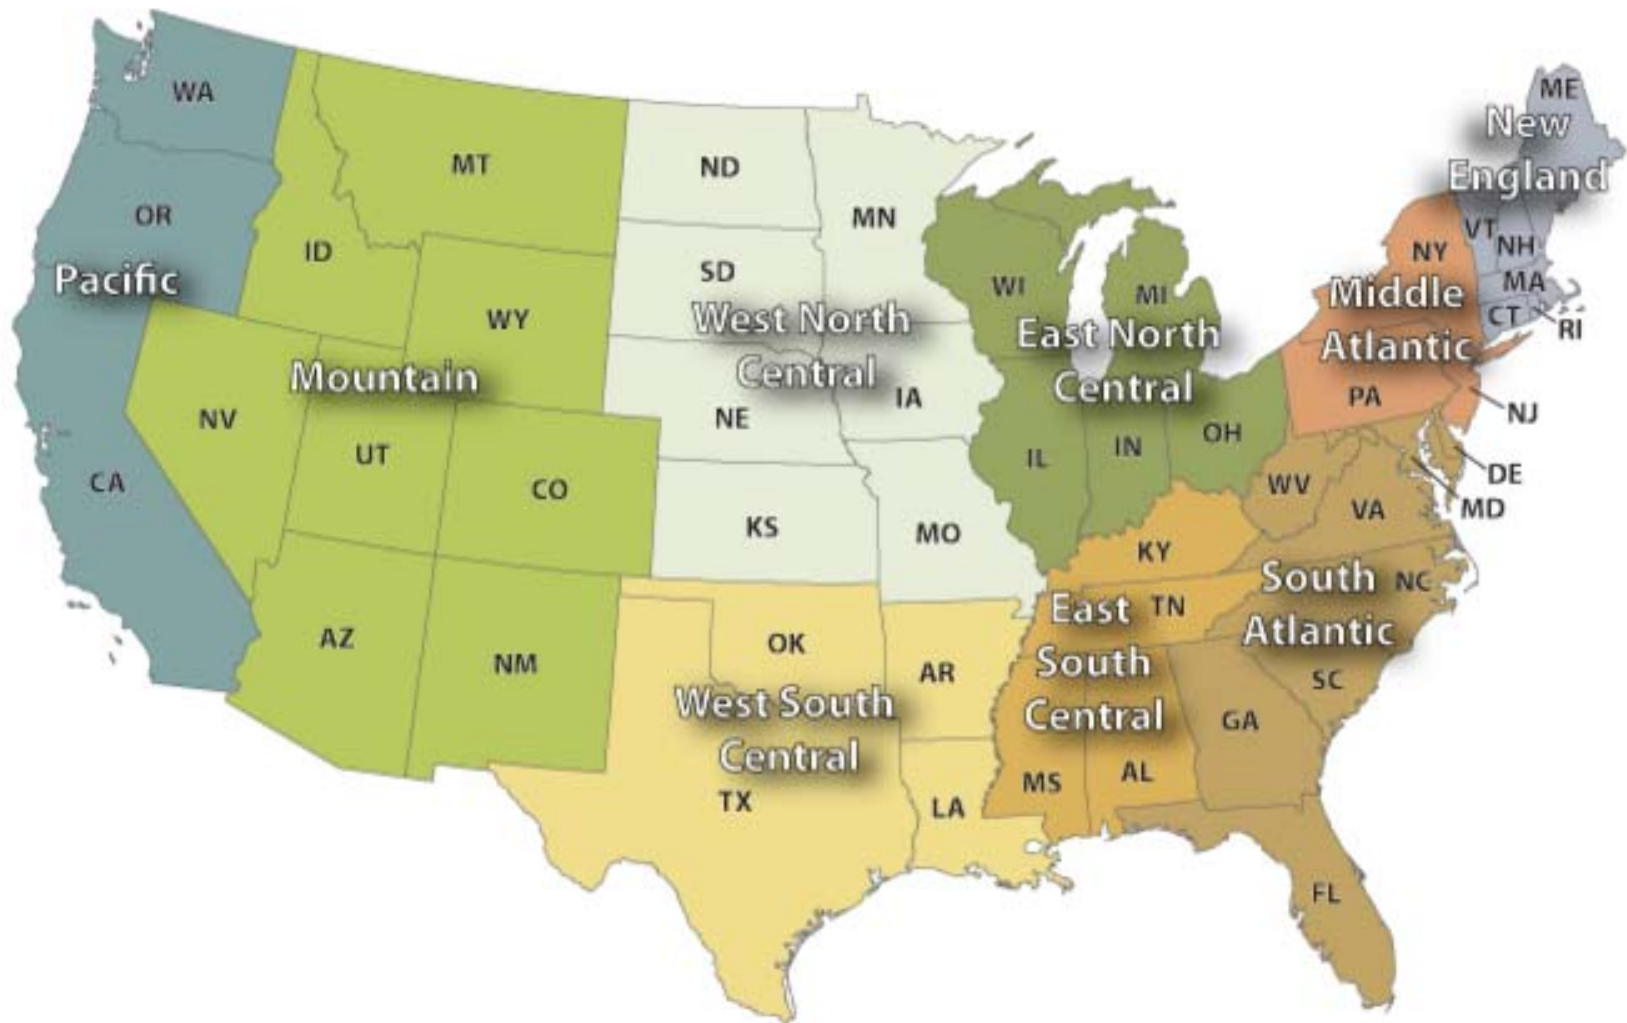 WA
OR
Pacific
CA
MT
ID
WY
Mountain
NV
UT
CO
AZ
NM
ND
MN
SD
West North
Central
NE
IA
KS
MO
WI
MI
East North
Central
IL
IN
OH
OK
AR
West South
Central
TX
LA
KY
East
TN
South
Central
MS
AL
ME
New
England
VT
NH
NY
MA
Middle
CT
RI
Atlantic
PA
NJ
DE
MD
WV
VA
South
NC
Atlantic
SC
GA
FL